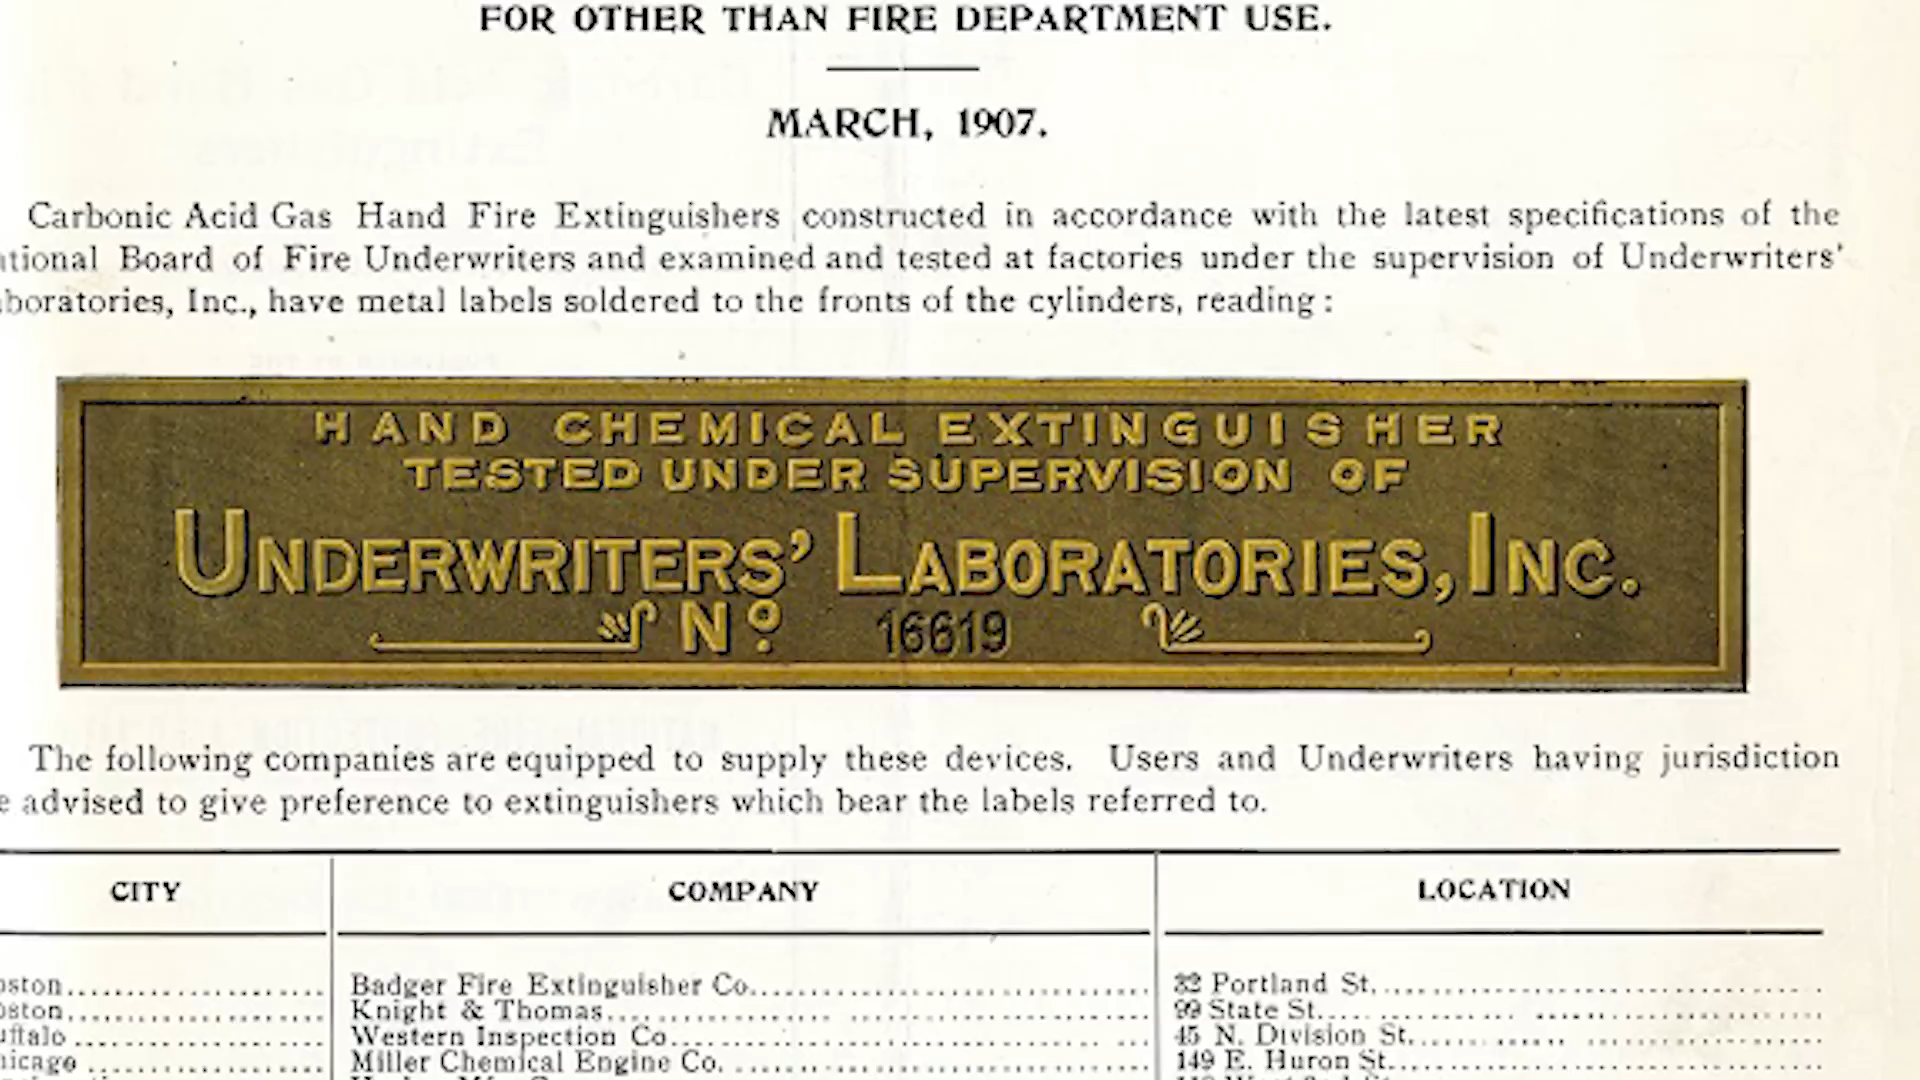 FOR OTHER THAN FIRE DEPARTMENT USE.
MARCH, 1907.
Carbonic Acid Gas Hand Fire Extinguishers constructed in accordance with the latest specifications of the
tional Board of Fire Underwriters and examined and tested at factories under the supervision of Underwriters'
boratories, Inc., have metal labels soldered to the fronts of the cylinders, reading:
HAND CHEMICAL EXTINGUISHER
TESTED UNDER SUPERVISION OF
UNDERWRITERS' LABORATORIES, INC.
No. 16619
The following companies are equipped to supply these devices. Users and Underwriters having jurisdiction
e advised to give preference to extinguishers which bear the labels referred to.
CITY COMPANY LOCATION
oston Badger Fire Extinguisher Co. 32 Portland St.
oston Knight & Thomas 99 State St.
uffalo Western Inspection Co. 45 N. Division St.
hicago Miller Chemical Engine Co. 149 E. Huron St.